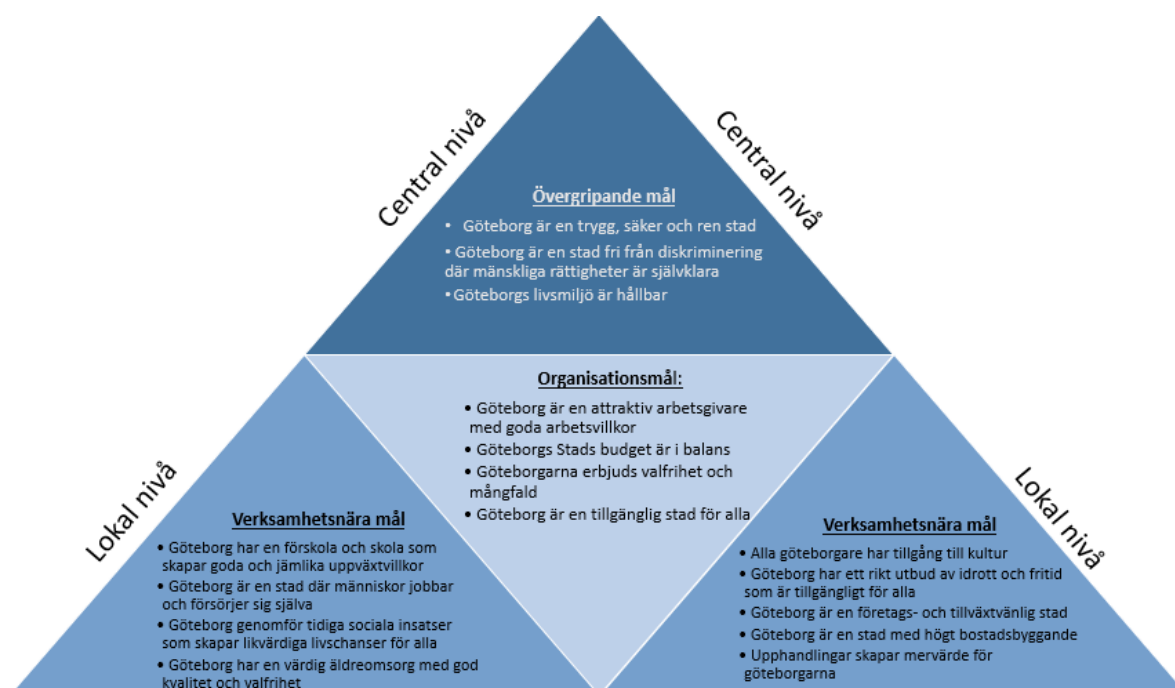 Central nivå
Central nivå
Övergripande mål
• Göteborg är en trygg, säker och ren stad
• Göteborg är en stad fri från diskriminering
där mänskliga rättigheter är självklara
• Göteborgs livsmiljö är hållbar
Organisationsmål:
• Göteborg är en attraktiv arbetsgivare
med goda arbetsvillkor
• Göteborgs Stads budget är i balans
• Göteborgarna erbjuds valfrihet och
mångfald
• Göteborg är en tillgänglig stad för alla
Lokal nivå
Verksamhetsnära mål
• Göteborg har en förskola och skola som
skapar goda och jämlika uppväxtvillkor
• Göteborg är en stad där människor jobbar
och försörjer sig själva
• Göteborg genomför tidiga sociala insatser
som skapar likvärdiga livschanser för alla
• Göteborg har en värdig äldreomsorg med god
kvalitet och valfrihet
Lokal nivå
Verksamhetsnära mål
• Alla göteborgare har tillgång till kultur
• Göteborg har ett rikt utbud av idrott och fritid
som är tillgängligt för alla
• Göteborg är en företags- och tillväxtvänlig stad
• Göteborg är en stad med högt bostadsbyggande
• Upphandlingar skapar mervärde för
göteborgarna